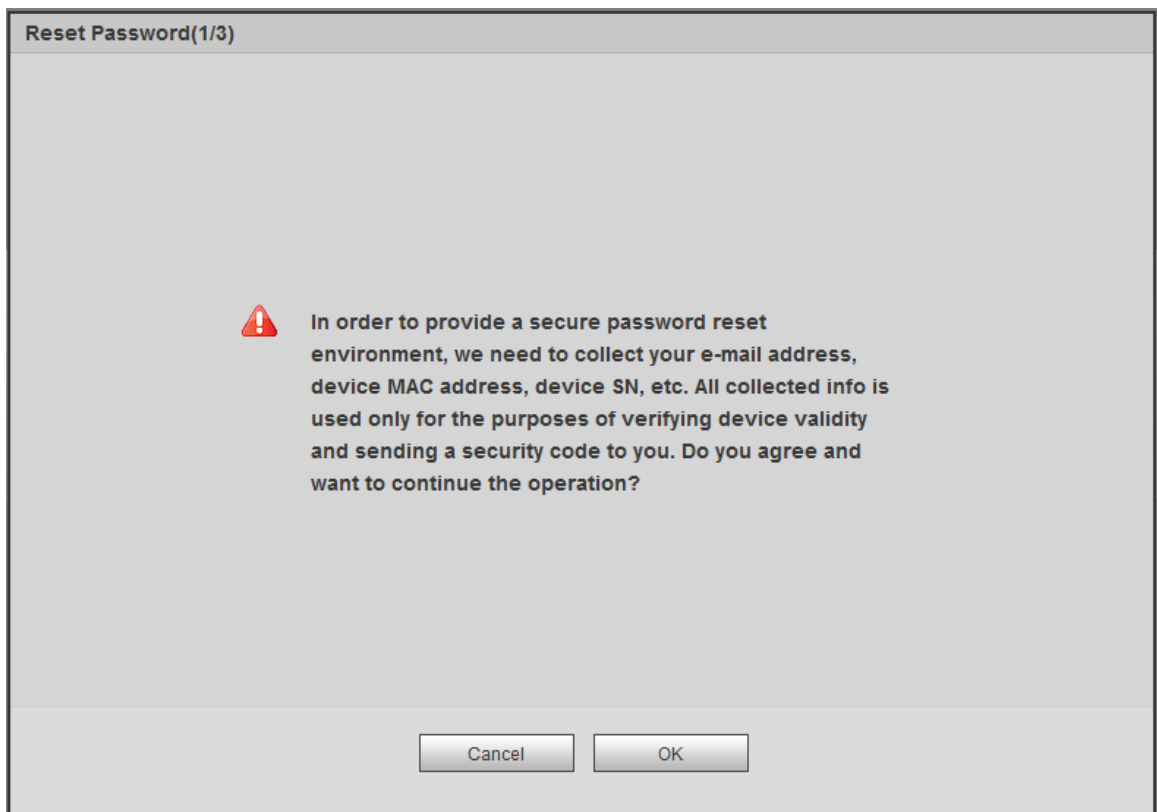 Reset Password(1/3)
In order to provide a secure password reset
environment, we need to collect your e-mail address,
device MAC address, device SN, etc. All collected info is
used only for the purposes of verifying device validity
and sending a security code to you. Do you agree and
want to continue the operation?
Cancel OK